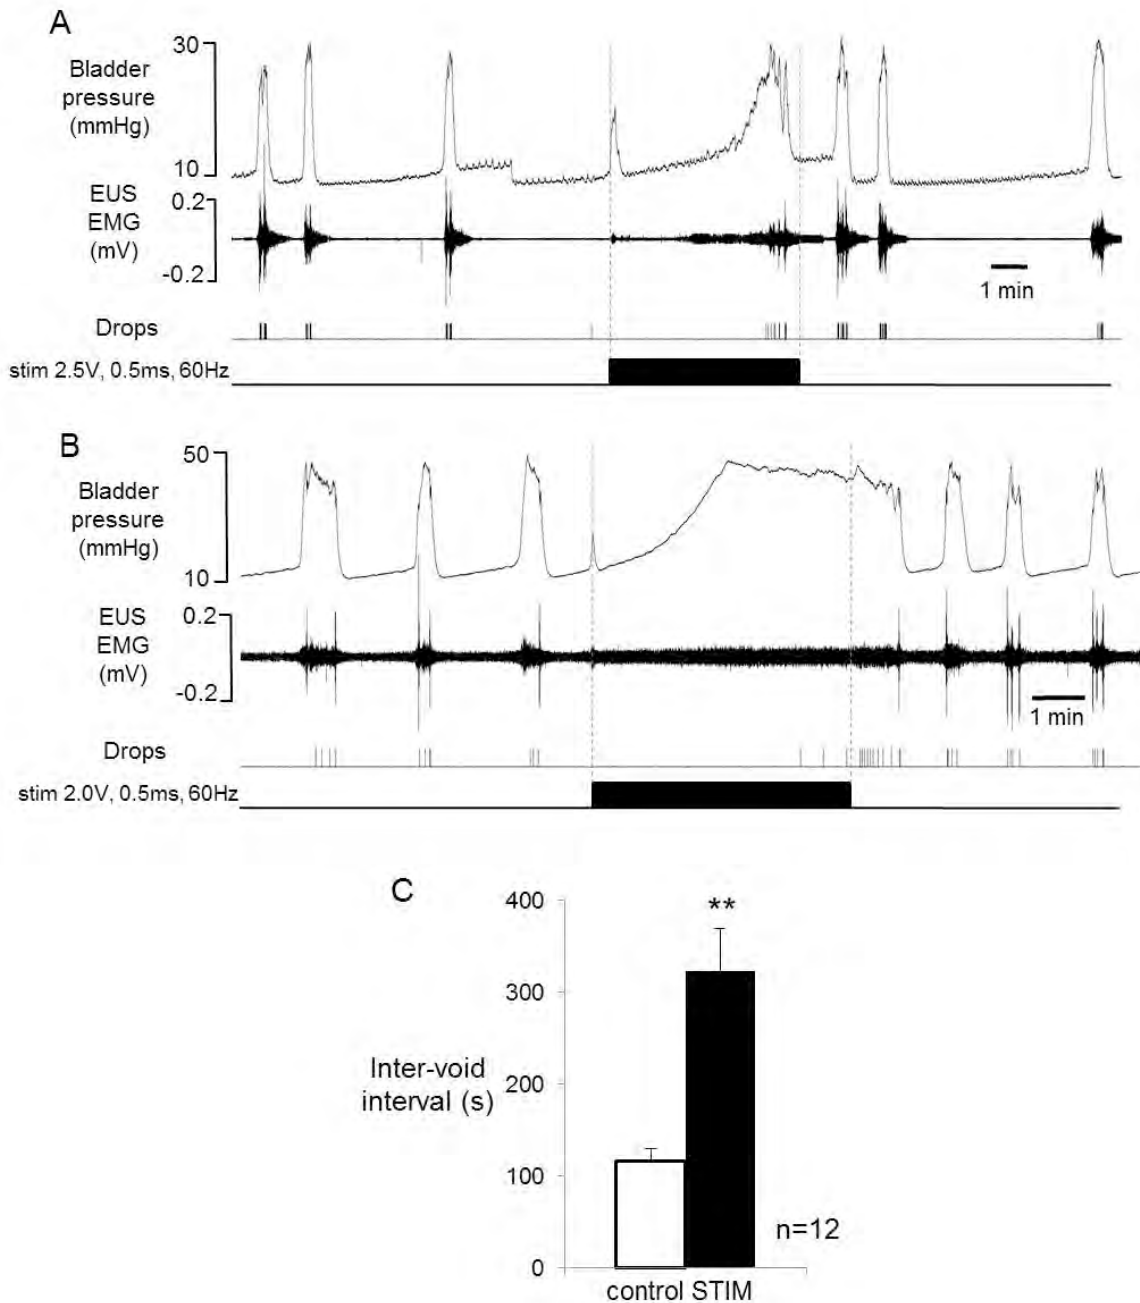 A
30
Bladder
pressure
(mmHg)
10
EUS
EMG
(mV)
0.2
-0.2
1 min
Drops
stim 2.5V, 0.5ms, 60Hz
B
50
Bladder
pressure
(mmHg)
10
EUS
EMG
(mV)
0.2
-0.2
1 min
Drops
stim 2.0V, 0.5ms, 60Hz
C
400
**
300
Inter-void
interval (s)
200
100
n=12
0
control STIM